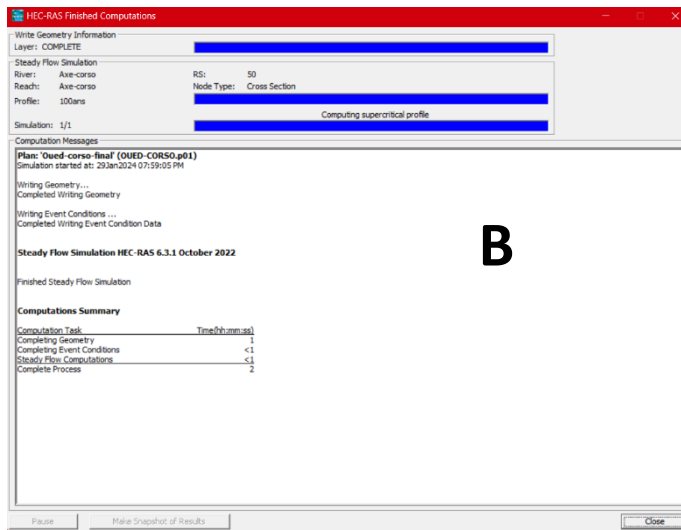 HEC-RAS Finished Computations
Write Geometry Information
Layer: COMPLETE
Steady Flow Simulation
River: Axe-corso RS: 50
Reach: Axe-corso Node Type: Cross Section
Profile: 100ans
Computing supercritical profile
Simulation: 1/1
Computation Messages
Plan: 'Oued-corso-final' (OUED-CORSO.p01)
Simulation started at: 29Jan2024 07:59:05 PM
Writing Geometry...
Completed Writing Geometry
Writing Event Conditions ...
Completed Writing Event Condition Data
B
Steady Flow Simulation HEC-RAS 6.3.1 October 2022
Finished Steady Flow Simulation
Computations Summary
Computation Task Time(hh:mm:ss)
Completing Geometry 1
Completing Event Conditions <1
Steady Flow Computations <1
Complete Process 2
Pause Make Snapshot of Results Close